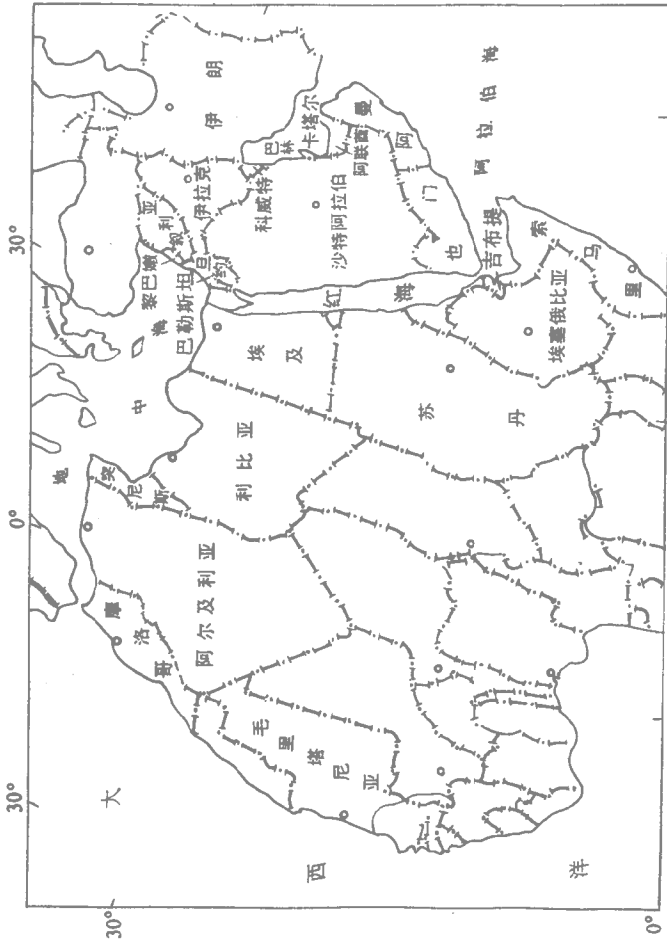 30°
0°
30°
30°
0°
大西洋
地中海
红海
阿拉伯海
摩洛哥
阿尔及利亚
突尼斯
利比亚
埃及
毛里塔尼亚
苏丹
埃塞俄比亚
吉布提
索马里
黎巴嫩
巴勒斯坦
叙利亚
约旦
伊拉克
伊朗
科威特
沙特阿拉伯
巴林
卡塔尔
阿联酋
阿曼
也门